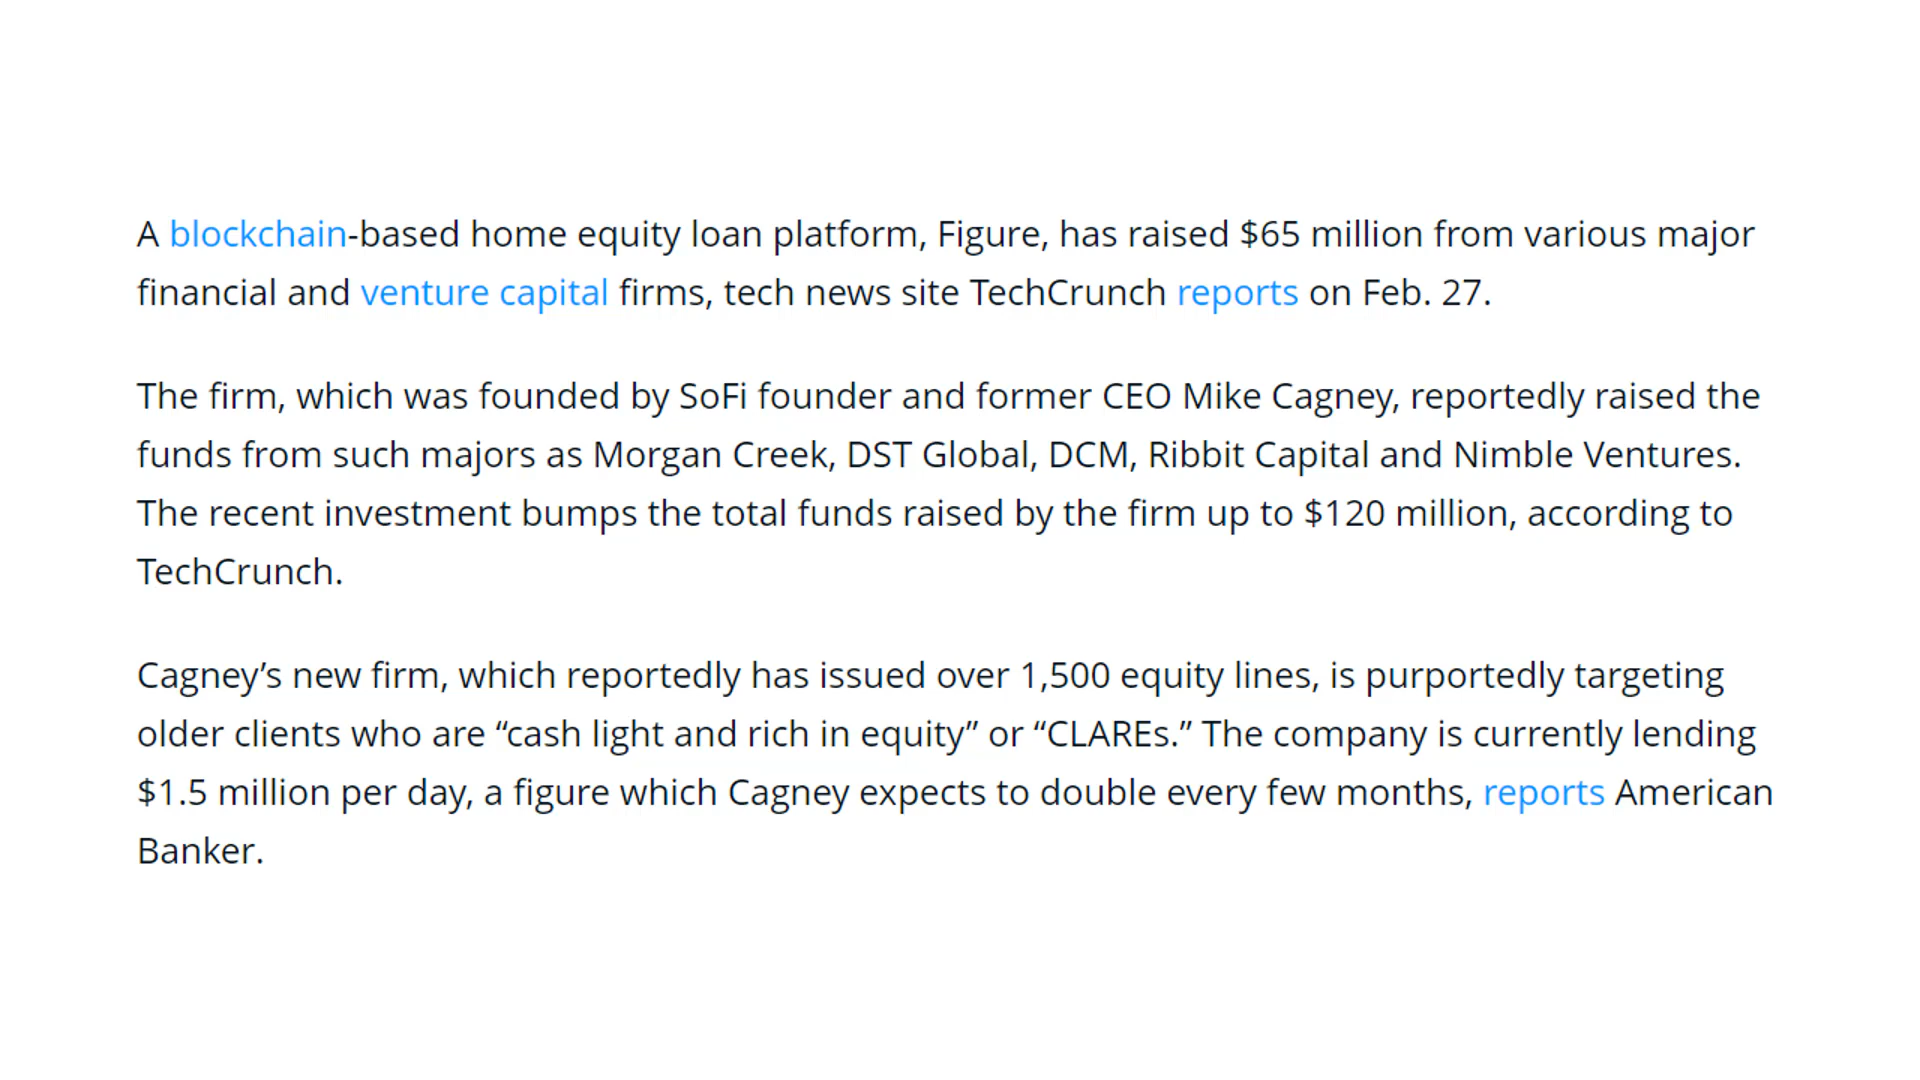 A blockchain-based home equity loan platform, Figure, has raised $65 million from various major
financial and venture capital firms, tech news site TechCrunch reports on Feb. 27.
The firm, which was founded by SoFi founder and former CEO Mike Cagney, reportedly raised the
funds from such majors as Morgan Creek, DST Global, DCM, Ribbit Capital and Nimble Ventures.
The recent investment bumps the total funds raised by the firm up to $120 million, according to
TechCrunch.
Cagney’s new firm, which reportedly has issued over 1,500 equity lines, is purportedly targeting
older clients who are “cash light and rich in equity” or “CLAREs.” The company is currently lending
$1.5 million per day, a figure which Cagney expects to double every few months, reports American
Banker.